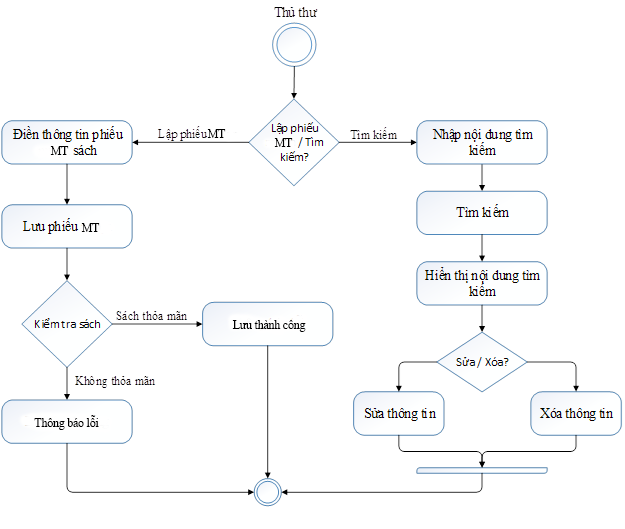 Thủ thư
Lập phiếu
MT / Tìm
kiếm?
Lập phiếu MT
Tìm kiếm
Điền thông tin phiếu
MT sách
Nhập nội dung tìm
kiếm
Lưu phiếu MT
Tìm kiếm
Hiển thị nội dung tìm
kiếm
Kiểm tra sách
Sách thỏa mãn
Lưu thành công
Không thỏa mãn
Thông báo lỗi
Sửa / Xóa?
Sửa thông tin
Xóa thông tin